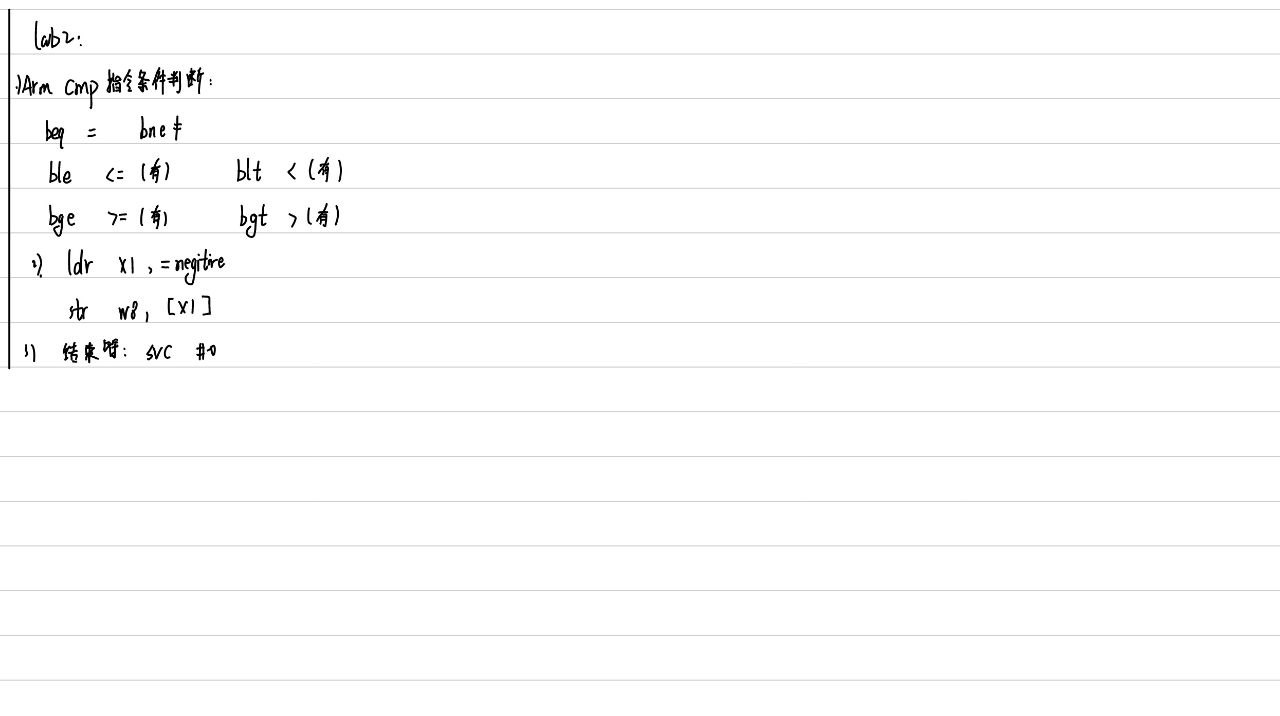 lab2:
1) Arm cmp 指令条件判断:
beq = bne ≠
ble <= (有) blt < (有)
bge >= (有) bgt > (有)
2) ldr x1, =negitive
str w8, [x1]
3) 结束时: svc #0